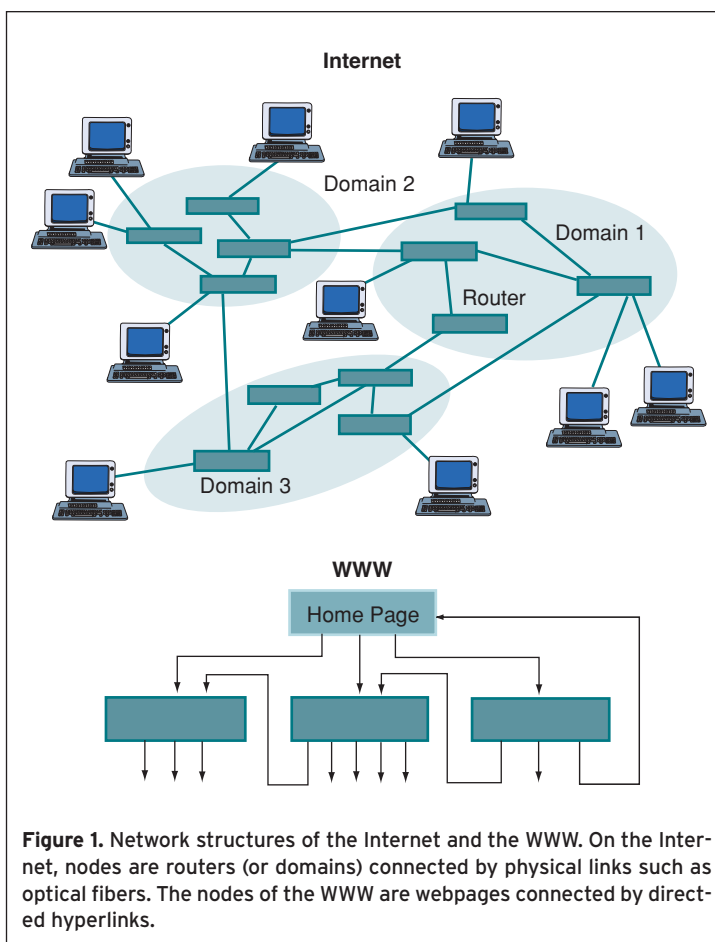 Internet
Domain 2
Domain 1
Router
Domain 3
WWW
Home Page
Figure 1. Network structures of the Internet and the WWW. On the Inter-
net, nodes are routers (or domains) connected by physical links such as
optical fibers. The nodes of the WWW are webpages connected by direct-
ed hyperlinks.